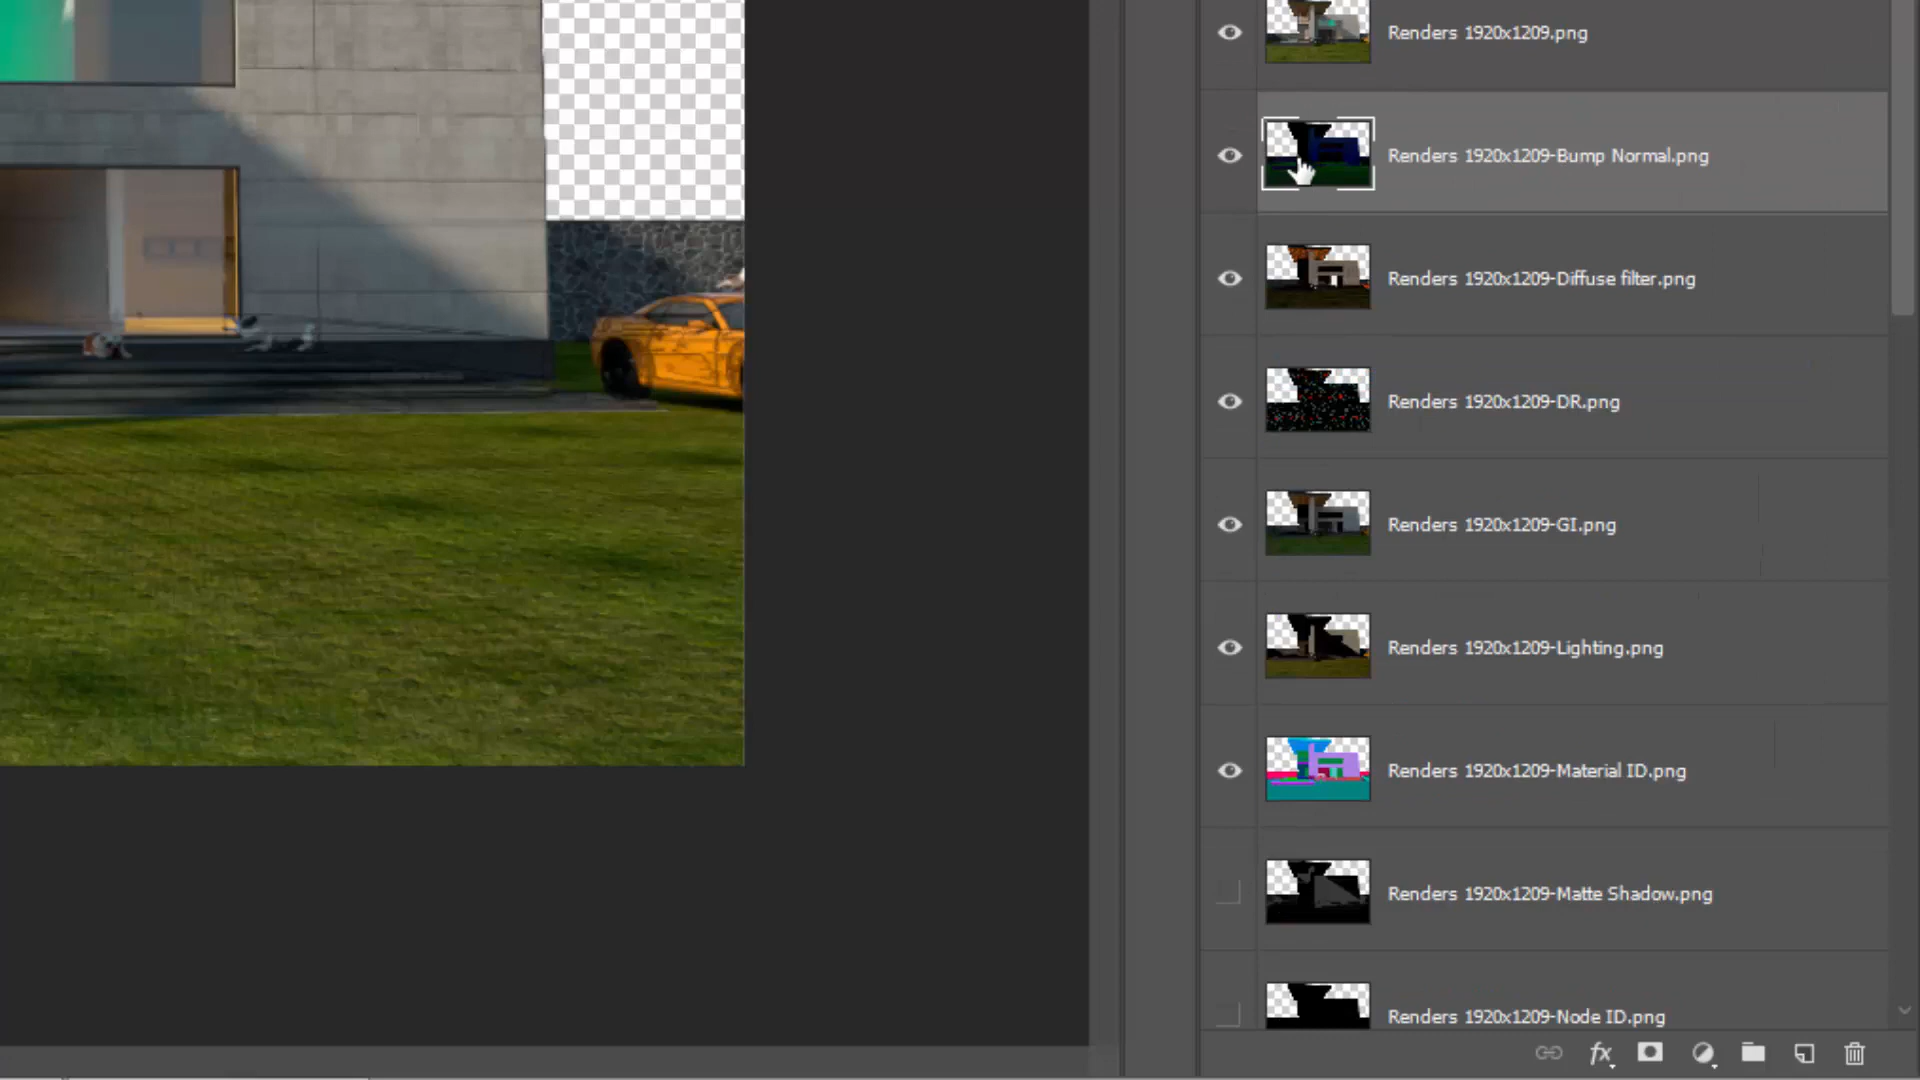 Renders 1920x1209.png
Renders 1920x1209-Bump Normal.png
Renders 1920x1209-Diffuse filter.png
Renders 1920x1209-DR.png
Renders 1920x1209-GI.png
Renders 1920x1209-Lighting.png
Renders 1920x1209-Material ID.png
Renders 1920x1209-Matte Shadow.png
Renders 1920x1209-Node ID.png
fx